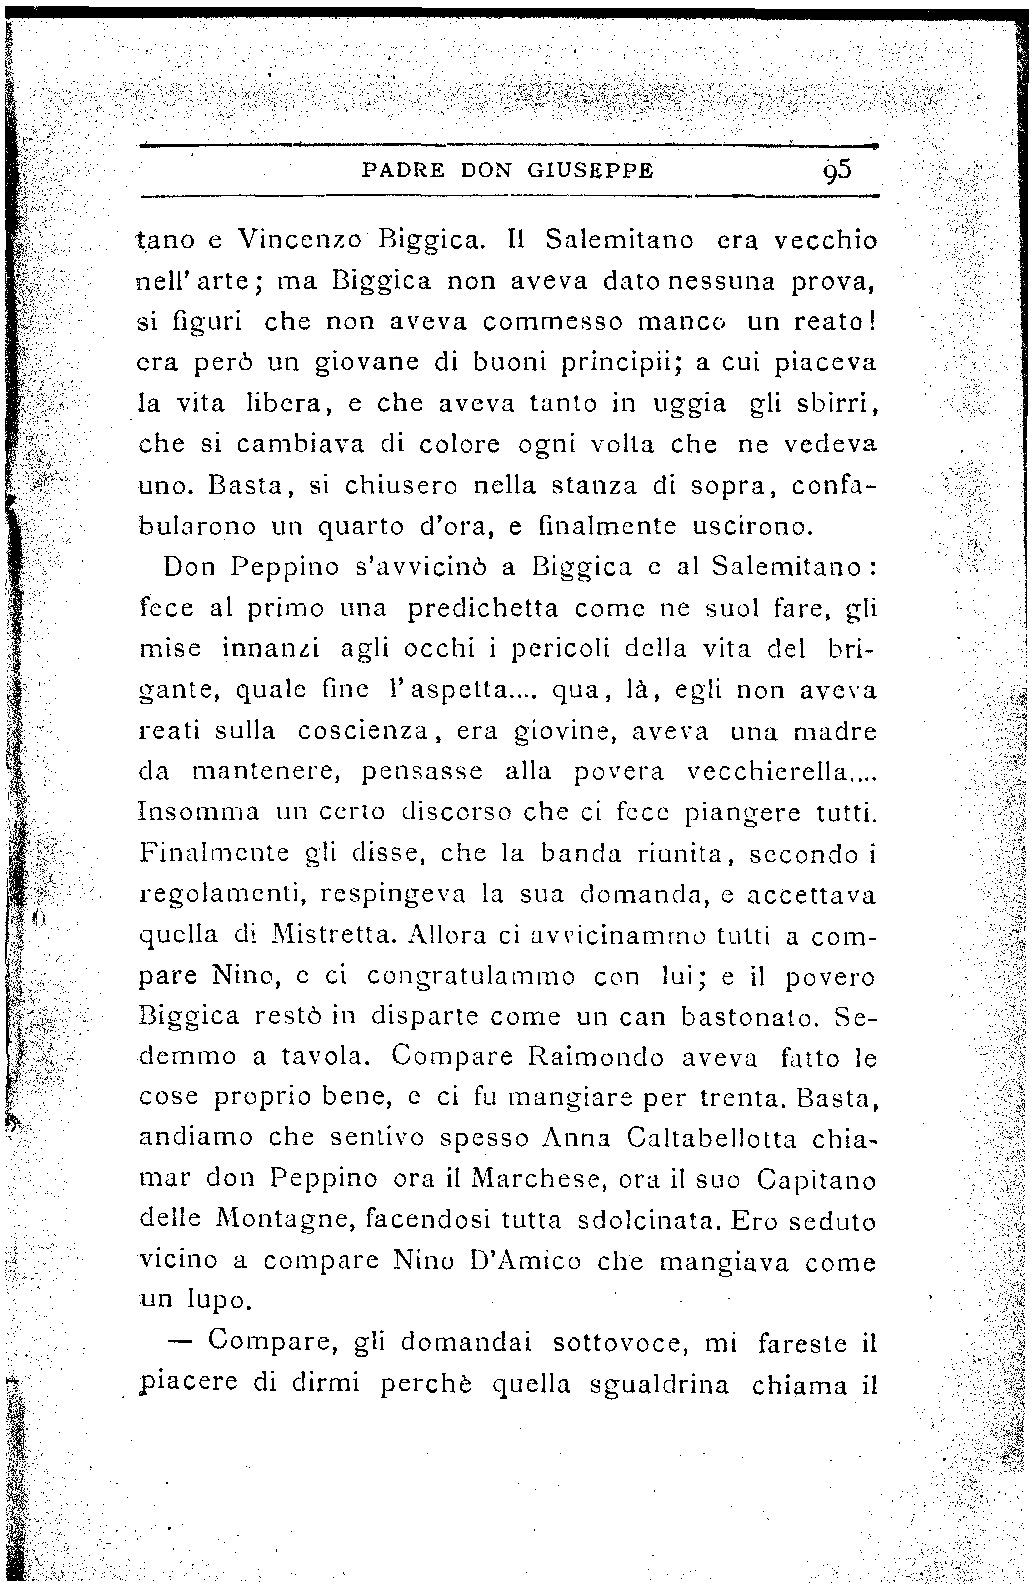 PADRE DON GIUSEPPE 95
tano e Vincenzo Biggica. Il Salemitano era vecchio
nell'arte; ma Biggica non aveva dato nessuna prova,
si figuri che non aveva commesso manco un reato!
era però un giovane di buoni principii; a cui piaceva
la vita libera, e che aveva tanto in uggia gli sbirri,
che si cambiava di colore ogni volta che ne vedeva
uno. Basta, si chiusero nella stanza di sopra, confa-
bularono un quarto d'ora, e finalmente uscirono.
Don Peppino s'avvicinò a Biggica e al Salemitano:
fece al primo una predichetta come ne suol fare, gli
mise innanzi agli occhi i pericoli della vita del bri-
gante, quale fine l'aspetta.... qua, là, egli non aveva
reati sulla coscienza, era giovine, aveva una madre
da mantenere, pensasse alla povera vecchierella....
Insomma un certo discorso che ci fece piangere tutti.
Finalmente gli disse, che la banda riunita, secondo i
regolamenti, respingeva la sua domanda, e accettava
quella di Mistretta. Allora ci avvicinammo tutti a com-
pare Nino, e ci congratulammo con lui; e il povero
Biggica restò in disparte come un can bastonato. Se-
demmo a tavola. Compare Raimondo aveva fatto le
cose proprio bene, e ci fu mangiare per trenta. Basta,
andiamo che sentivo spesso Anna Caltabellotta chia-
mar don Peppino ora il Marchese, ora il suo Capitano
delle Montagne, facendosi tutta sdolcinata. Ero seduto
vicino a compare Nino D'Amico che mangiava come
un lupo.
— Compare, gli domandai sottovoce, mi fareste il
piacere di dirmi perchè quella sgualdrina chiama il